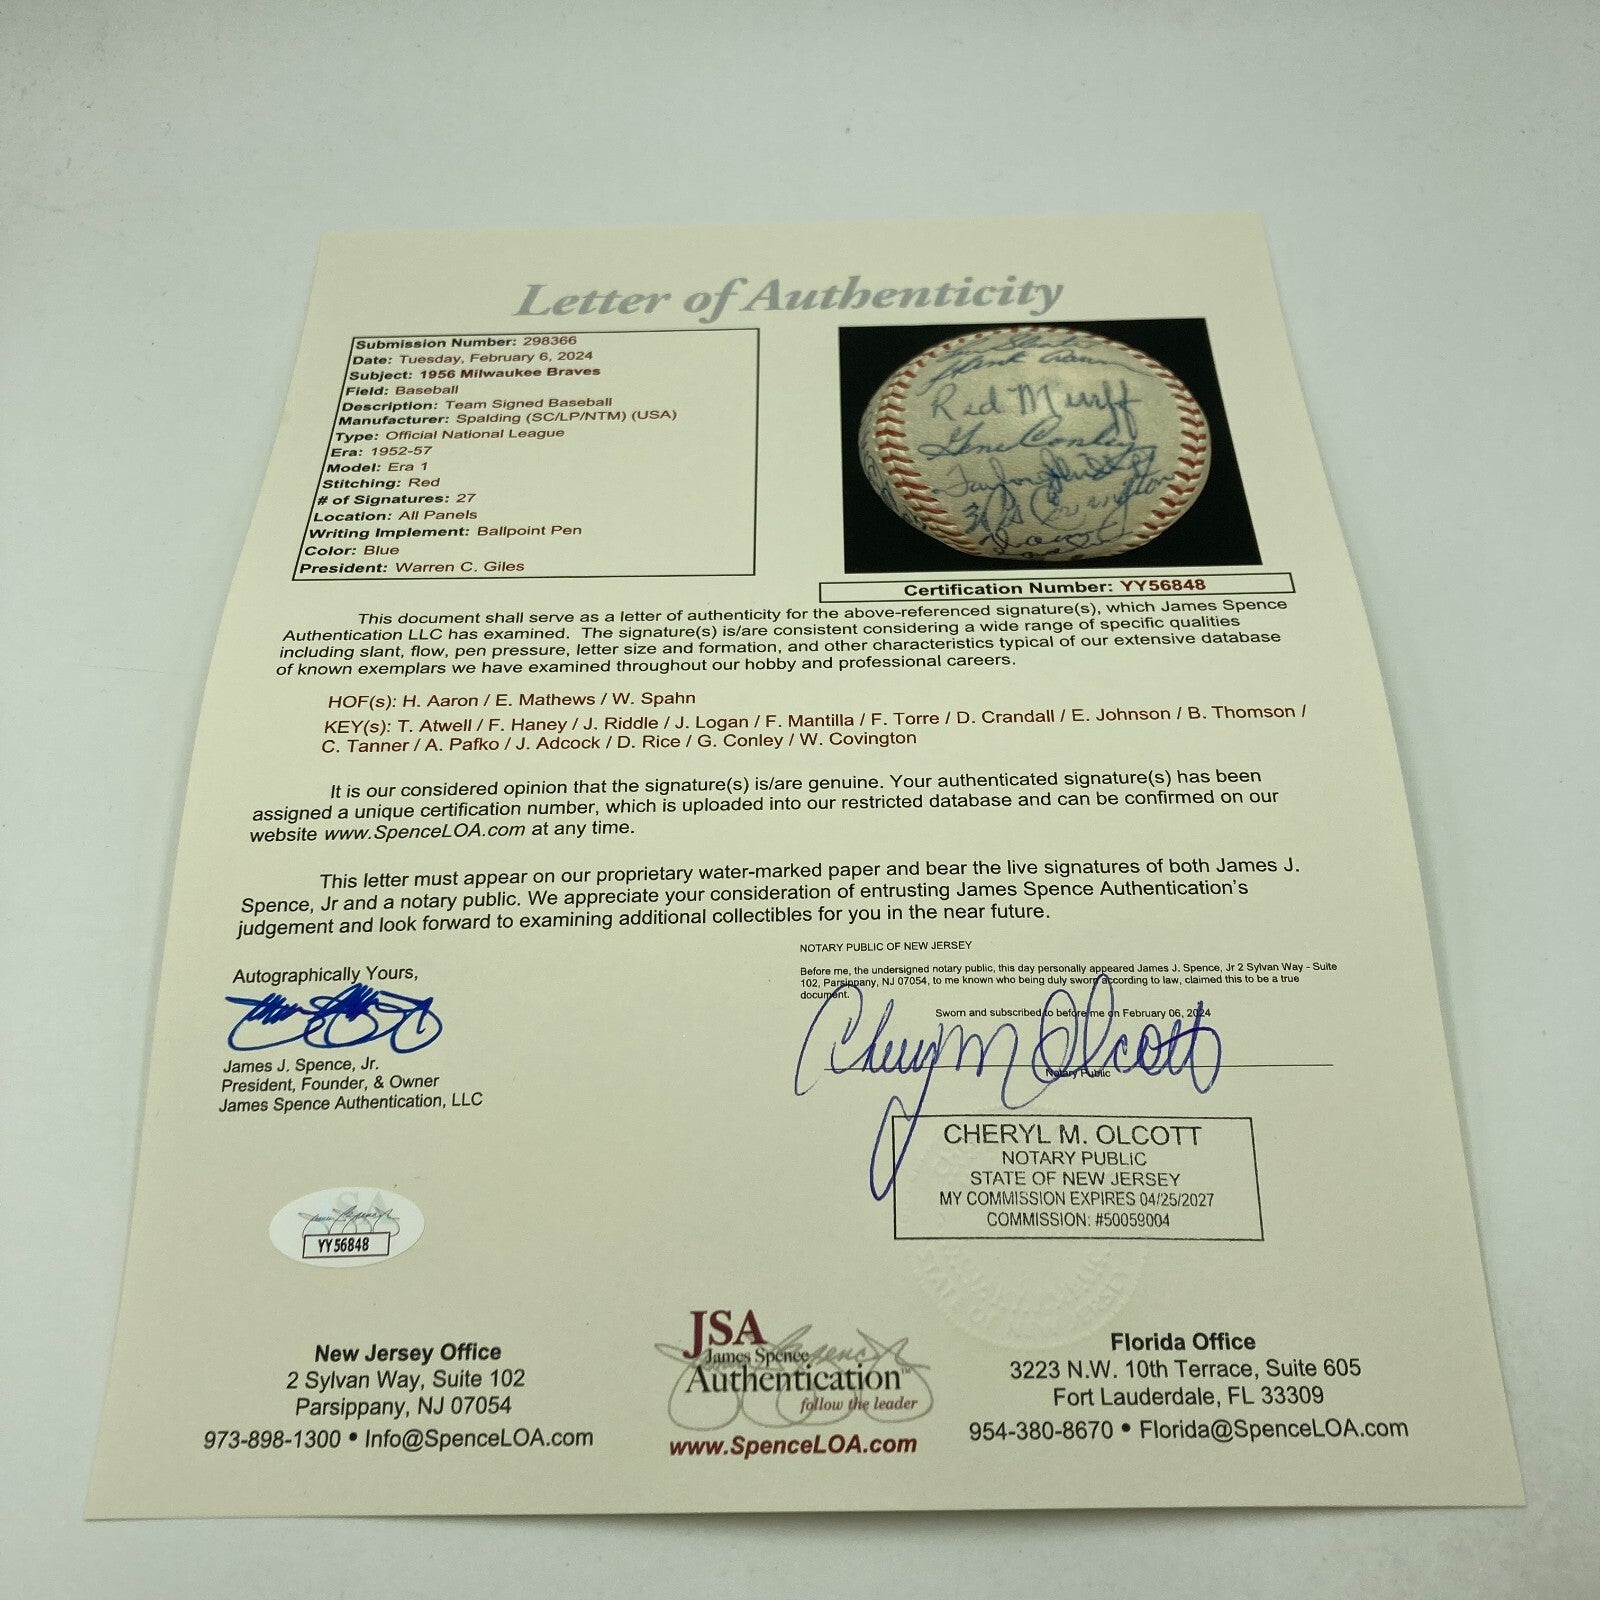 Letter of Authenticity
Submission Number: 298366
Date: Tuesday, February 6, 2024
Subject: 1956 Milwaukee Braves
Field: Baseball
Description: Team Signed Baseball
Manufacturer: Spalding (SC/LP/NTM) (USA)
Type: Official National League
Era: 1952-57
Model: Era 1
Stitching: Red
# of Signatures: 27
Location: All Panels
Writing Implement: Ballpoint Pen
Color: Blue
President: Warren C. Giles
Hank Aaron
Red Murff
Gene Conley
Taylor Phillips
Wes Covington
Certification Number: YY56848
This document shall serve as a letter of authenticity for the above-referenced signature(s), which James Spence
Authentication LLC has examined. The signature(s) is/are consistent considering a wide range of specific qualities
including slant, flow, pen pressure, letter size and formation, and other characteristics typical of our extensive database
of known exemplars we have examined throughout our hobby and professional careers.
HOF(s): H. Aaron / E. Mathews / W. Spahn
KEY(s): T. Atwell / F. Haney / J. Riddle / J. Logan / F. Mantilla / F. Torre / D. Crandall / E. Johnson / B. Thomson /
C. Tanner / A. Pafko / J. Adcock / D. Rice / G. Conley / W. Covington
It is our considered opinion that the signature(s) is/are genuine. Your authenticated signature(s) has been
assigned a unique certification number, which is uploaded into our restricted database and can be confirmed on our
website www.SpenceLOA.com at any time.
This letter must appear on our proprietary water-marked paper and bear the live signatures of both James J.
Spence, Jr and a notary public. We appreciate your consideration of entrusting James Spence Authentication's
judgement and look forward to examining additional collectibles for you in the near future.
NOTARY PUBLIC OF NEW JERSEY
Before me, the undersigned notary public, this day personally appeared James J. Spence, Jr 2 Sylvan Way - Suite
102, Parsippany, NJ 07054, to me known who being duly sworn according to law, claimed this to be a true
document.
Sworn and subscribed to before me on February 06, 2024
Cheryl M Olcott
Notary Public
Autographically Yours,
James J. Spence, Jr.
President, Founder, & Owner
James Spence Authentication, LLC
CHERYL M. OLCOTT
NOTARY PUBLIC
STATE OF NEW JERSEY
MY COMMISSION EXPIRES 04/25/2027
COMMISSION: #50059004
JSA
YY56848
New Jersey Office
2 Sylvan Way, Suite 102
Parsippany, NJ 07054
973-898-1300 • Info@SpenceLOA.com
JSA
James Spence
Authentication™
follow the leader
www.SpenceLOA.com
Florida Office
3223 N.W. 10th Terrace, Suite 605
Fort Lauderdale, FL 33309
954-380-8670 • Florida@SpenceLOA.com